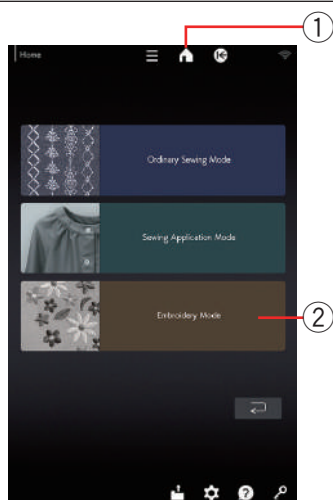 ①
Home
Ordinary Sewing Mode
Sewing Application Mode
Embroidery Mode
②